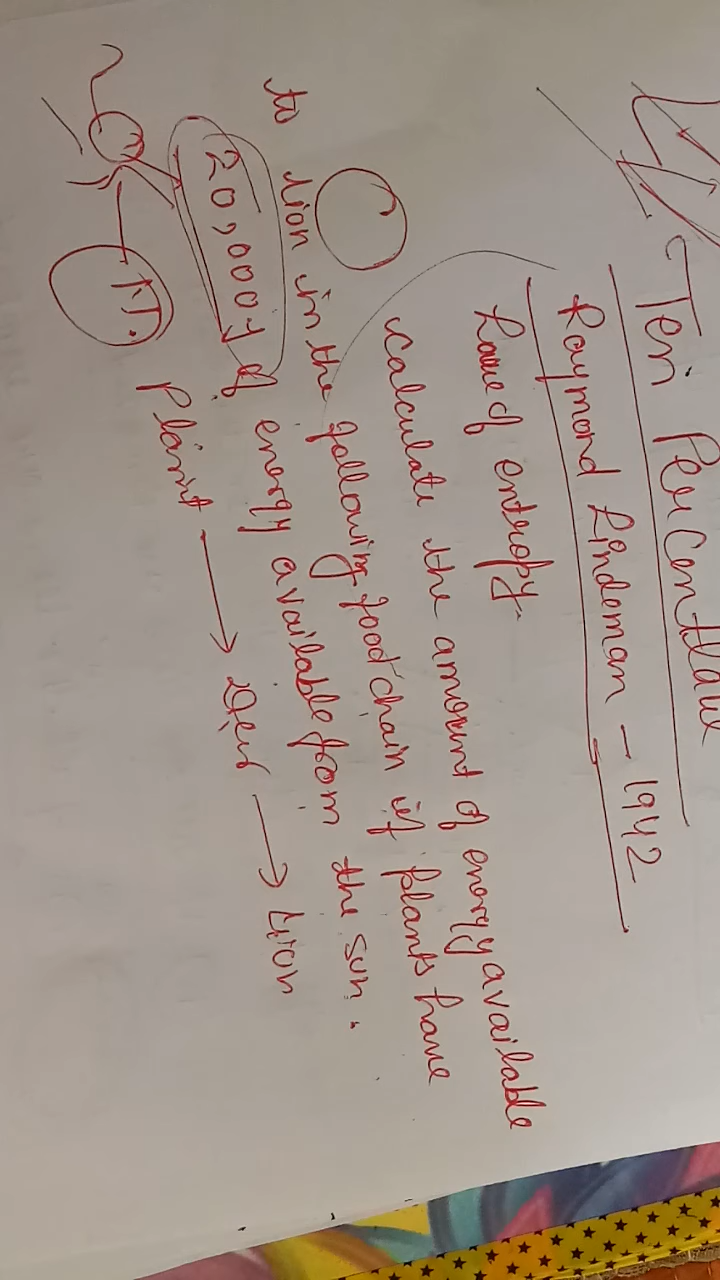 Ten Percent law
Raymond Lindeman - 1942
Law of entropy.
calculate the amount of energy available
to lion in the following food chain if plants have
20,000 J of energy available from the sun.
Plant → Deer → Lion